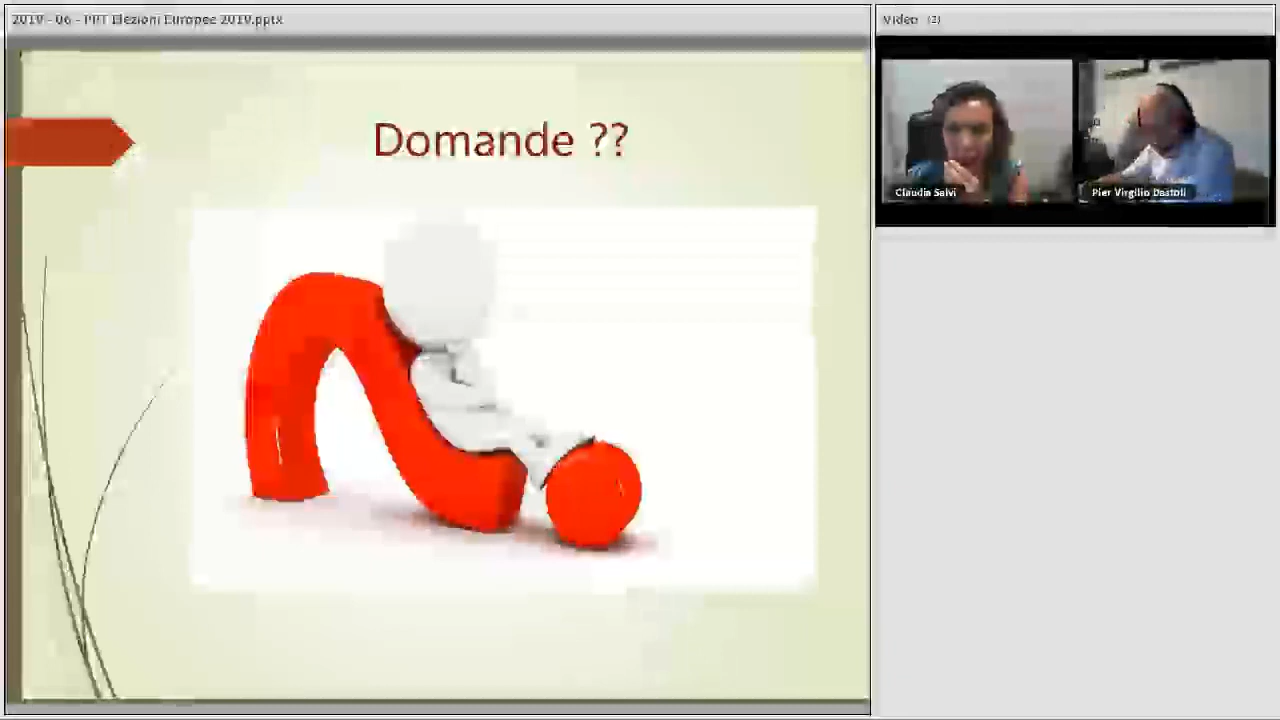 2019 - 06 - PPT Elezioni Europee 2019.pptx
Video (2)
Domande ??
Claudia Salvi
Pier Virgilio Dastoli